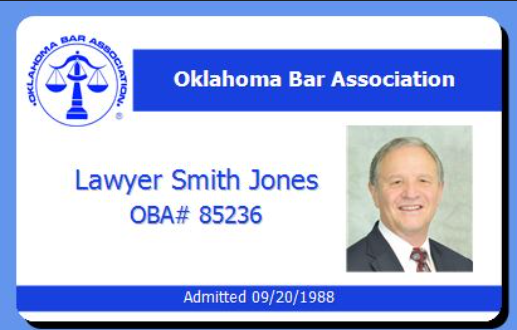 OKLAHOMA BAR ASSOCIATION
®
Oklahoma Bar Association
Lawyer Smith Jones
OBA# 85236
Admitted 09/20/1988